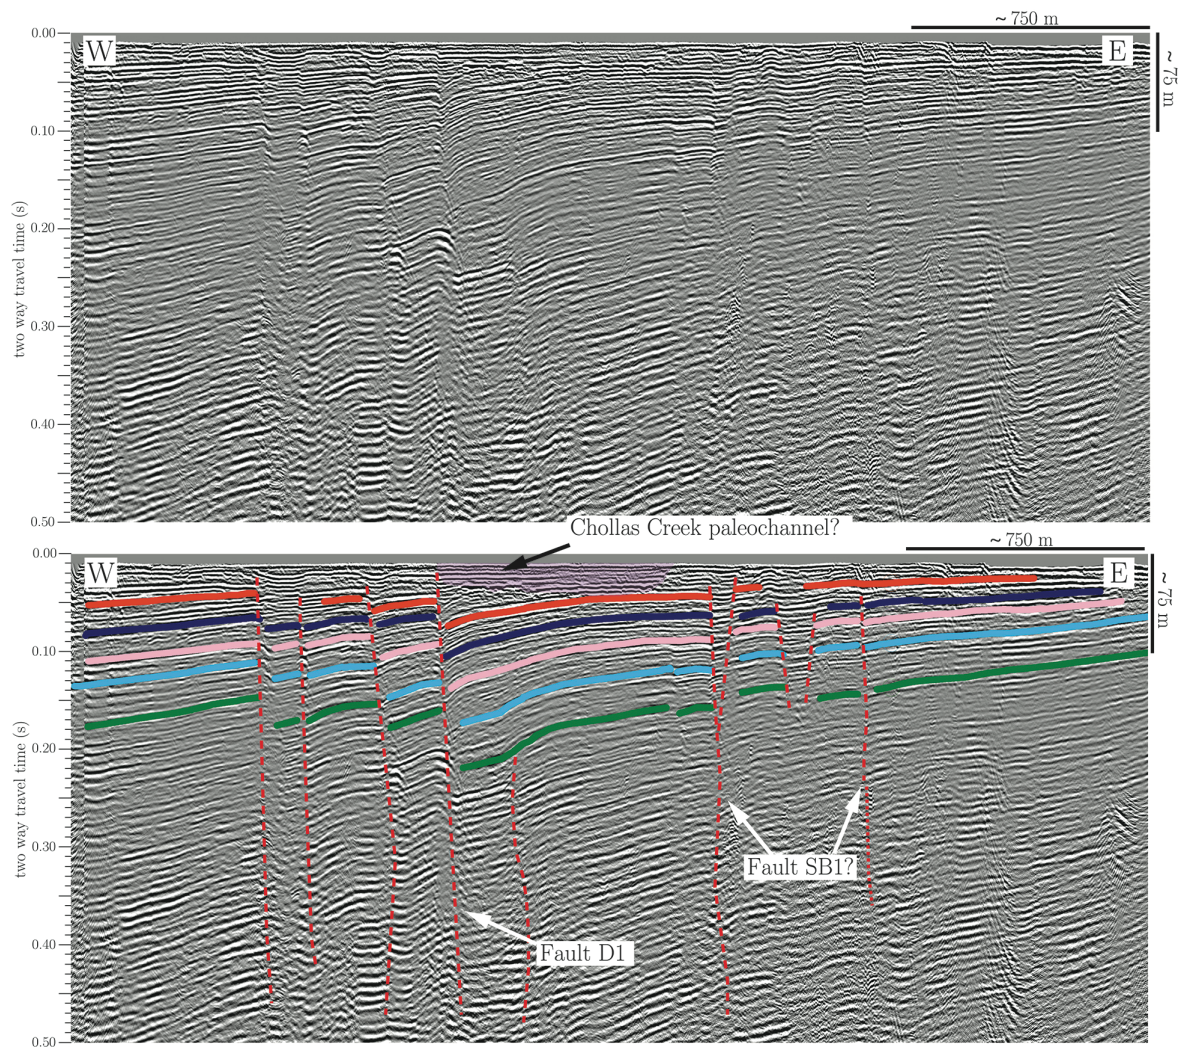 ~ 750 m
0.00
W
E
~ 75 m
0.10
0.20
two way travel time (s)
0.30
0.40
0.50
Chollas Creek paleochannel?
~ 750 m
0.00
W
E
~ 75 m
0.10
0.20
two way travel time (s)
0.30
Fault SB1?
0.40
Fault D1
0.50